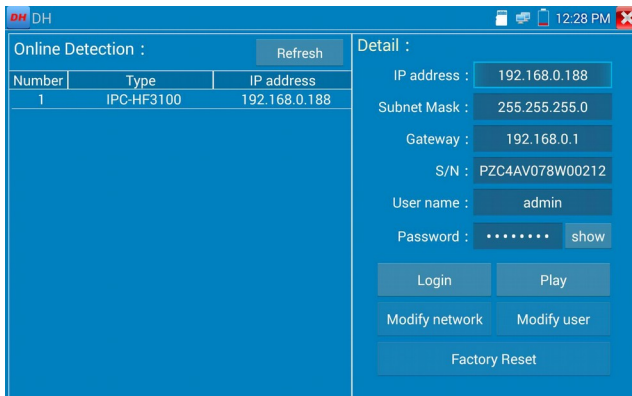 DH DH 12:28 PM
Online Detection :
Refresh
Number Type IP address
1 IPC-HF3100 192.168.0.188
Detail :
IP address : 192.168.0.188
Subnet Mask : 255.255.255.0
Gateway : 192.168.0.1
S/N : PZC4AV078W00212
User name : admin
Password : •••••••• show
Login Play
Modify network Modify user
Factory Reset